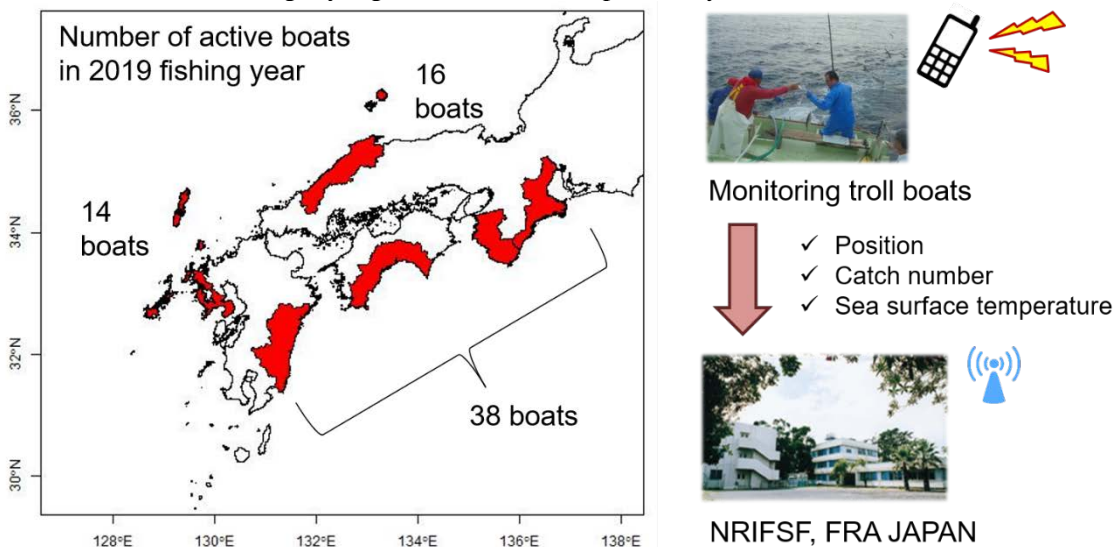 Number of active boats
in 2019 fishing year
16
boats
14
boats
38 boats
36°N
34°N
32°N
30°N
128°E
130°E
132°E
134°E
136°E
138°E
Monitoring troll boats
✓ Position
✓ Catch number
✓ Sea surface temperature
NRIFSF, FRA JAPAN